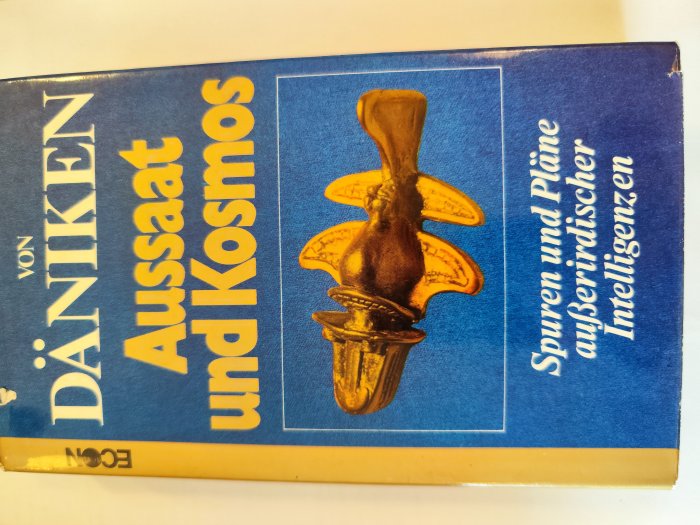 VON
DÄNIKEN
Aussaat
und Kosmos
Spuren und Pläne
außerirdischer
Intelligenzen
ECON